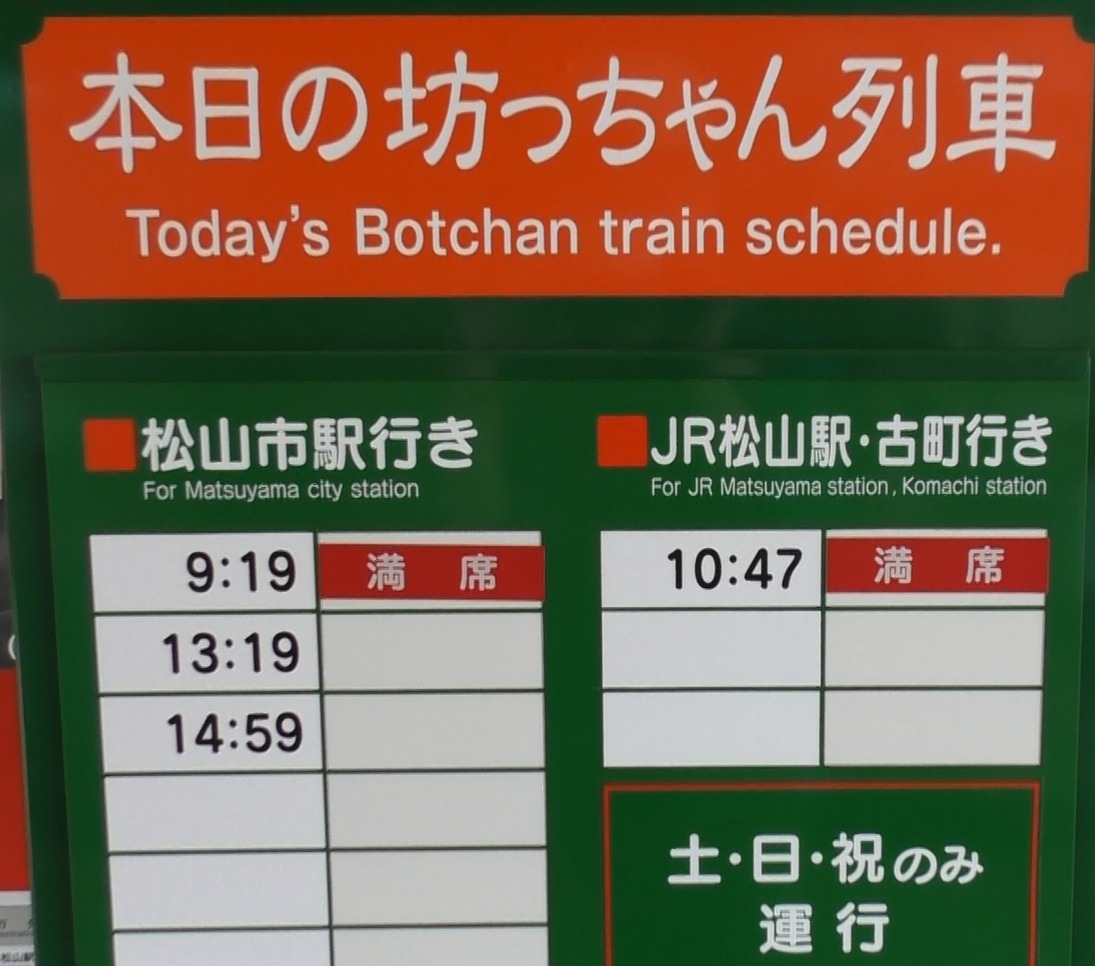 本日の坊っちゃん列車
Today's Botchan train schedule.
■松山市駅行き
For Matsuyama city station
9:19 満席
13:19
14:59
■JR松山駅・古町行き
For JR Matsuyama station, Komachi station
10:47 満席
土・日・祝のみ
運行